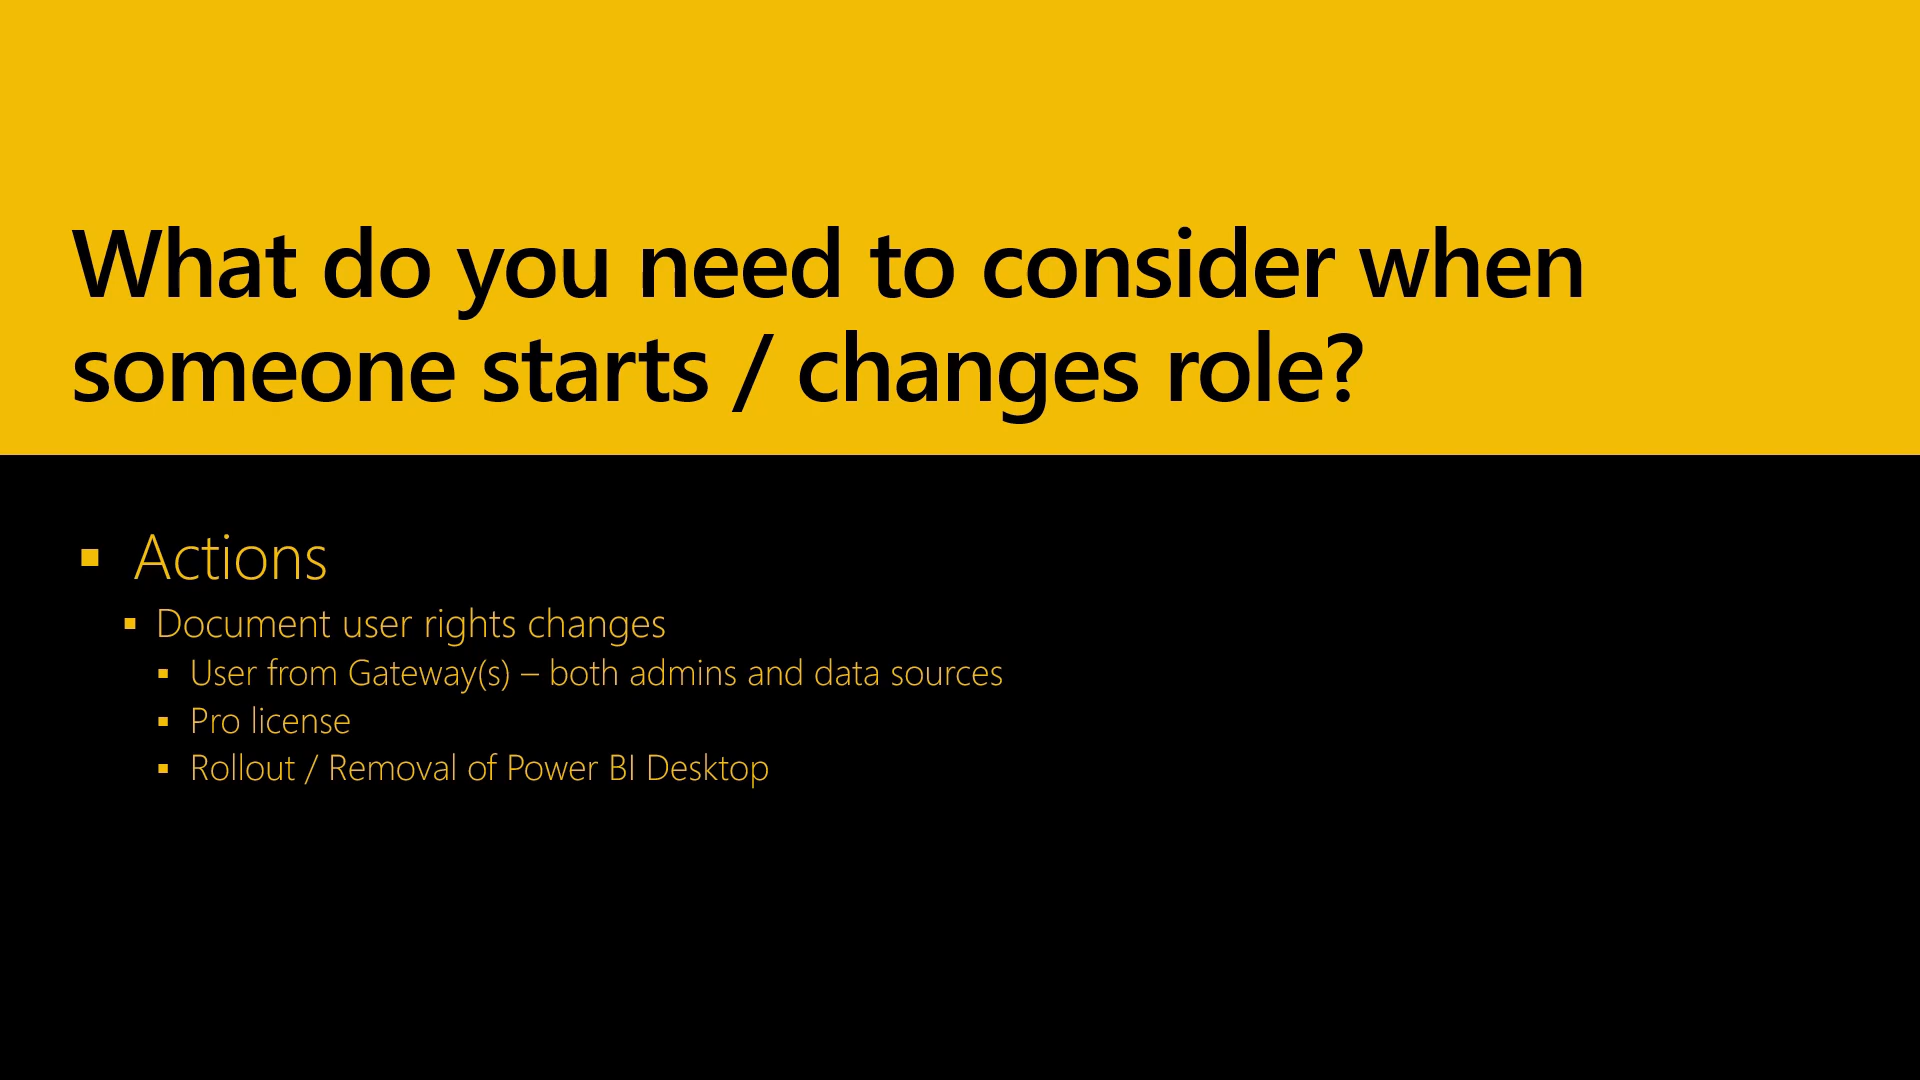 What do you need to consider when
someone starts / changes role?
▪ Actions
▪ Document user rights changes
▪ User from Gateway(s) – both admins and data sources
▪ Pro license
▪ Rollout / Removal of Power BI Desktop